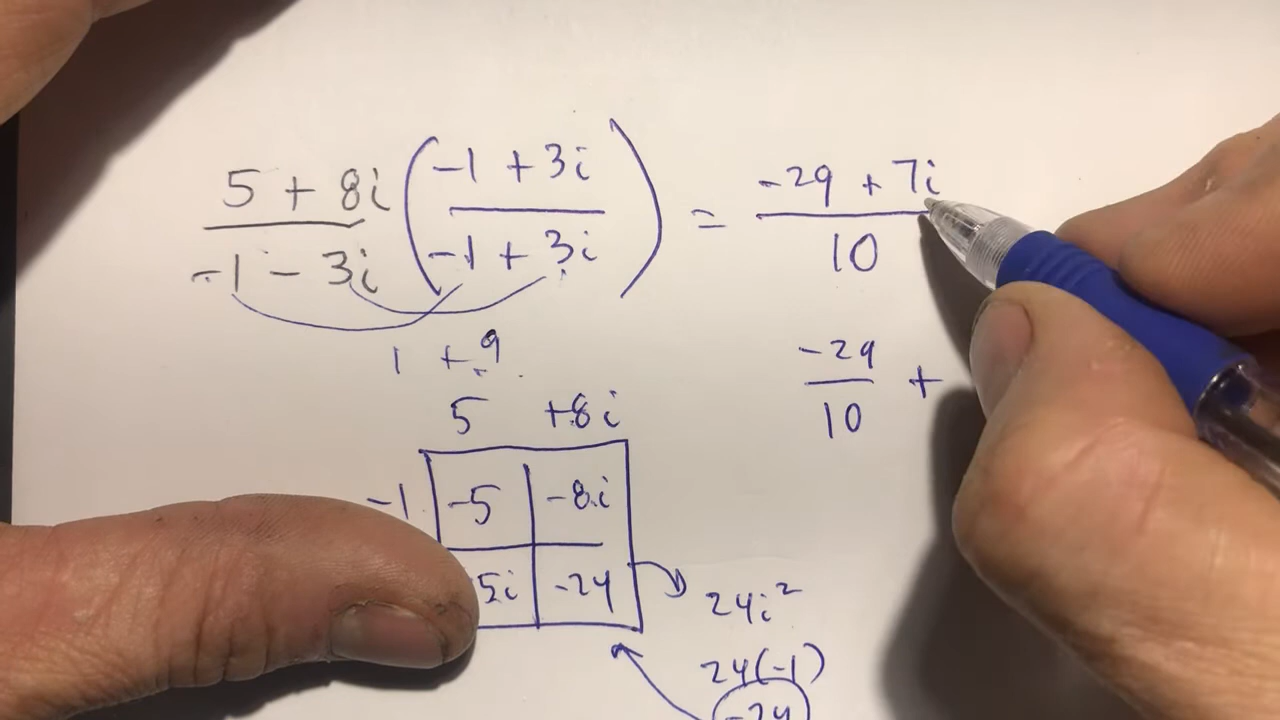 5 + 8i ( -1 + 3i ) = -29 + 7i
-1 - 3i -1 + 3i 10
1 + 9
-29 +
10
5 +8i
-1 -5 -8i
5i -24
24i²
24(-1)
-24